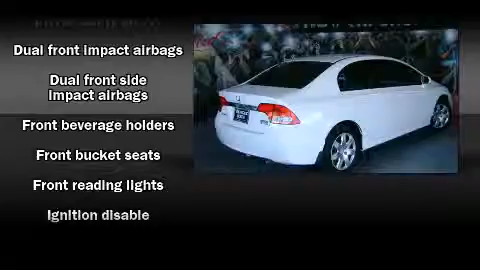 Dual front impact airbags
Dual front side
impact airbags
Front beverage holders
Front bucket seats
Front reading lights
Ignition disable